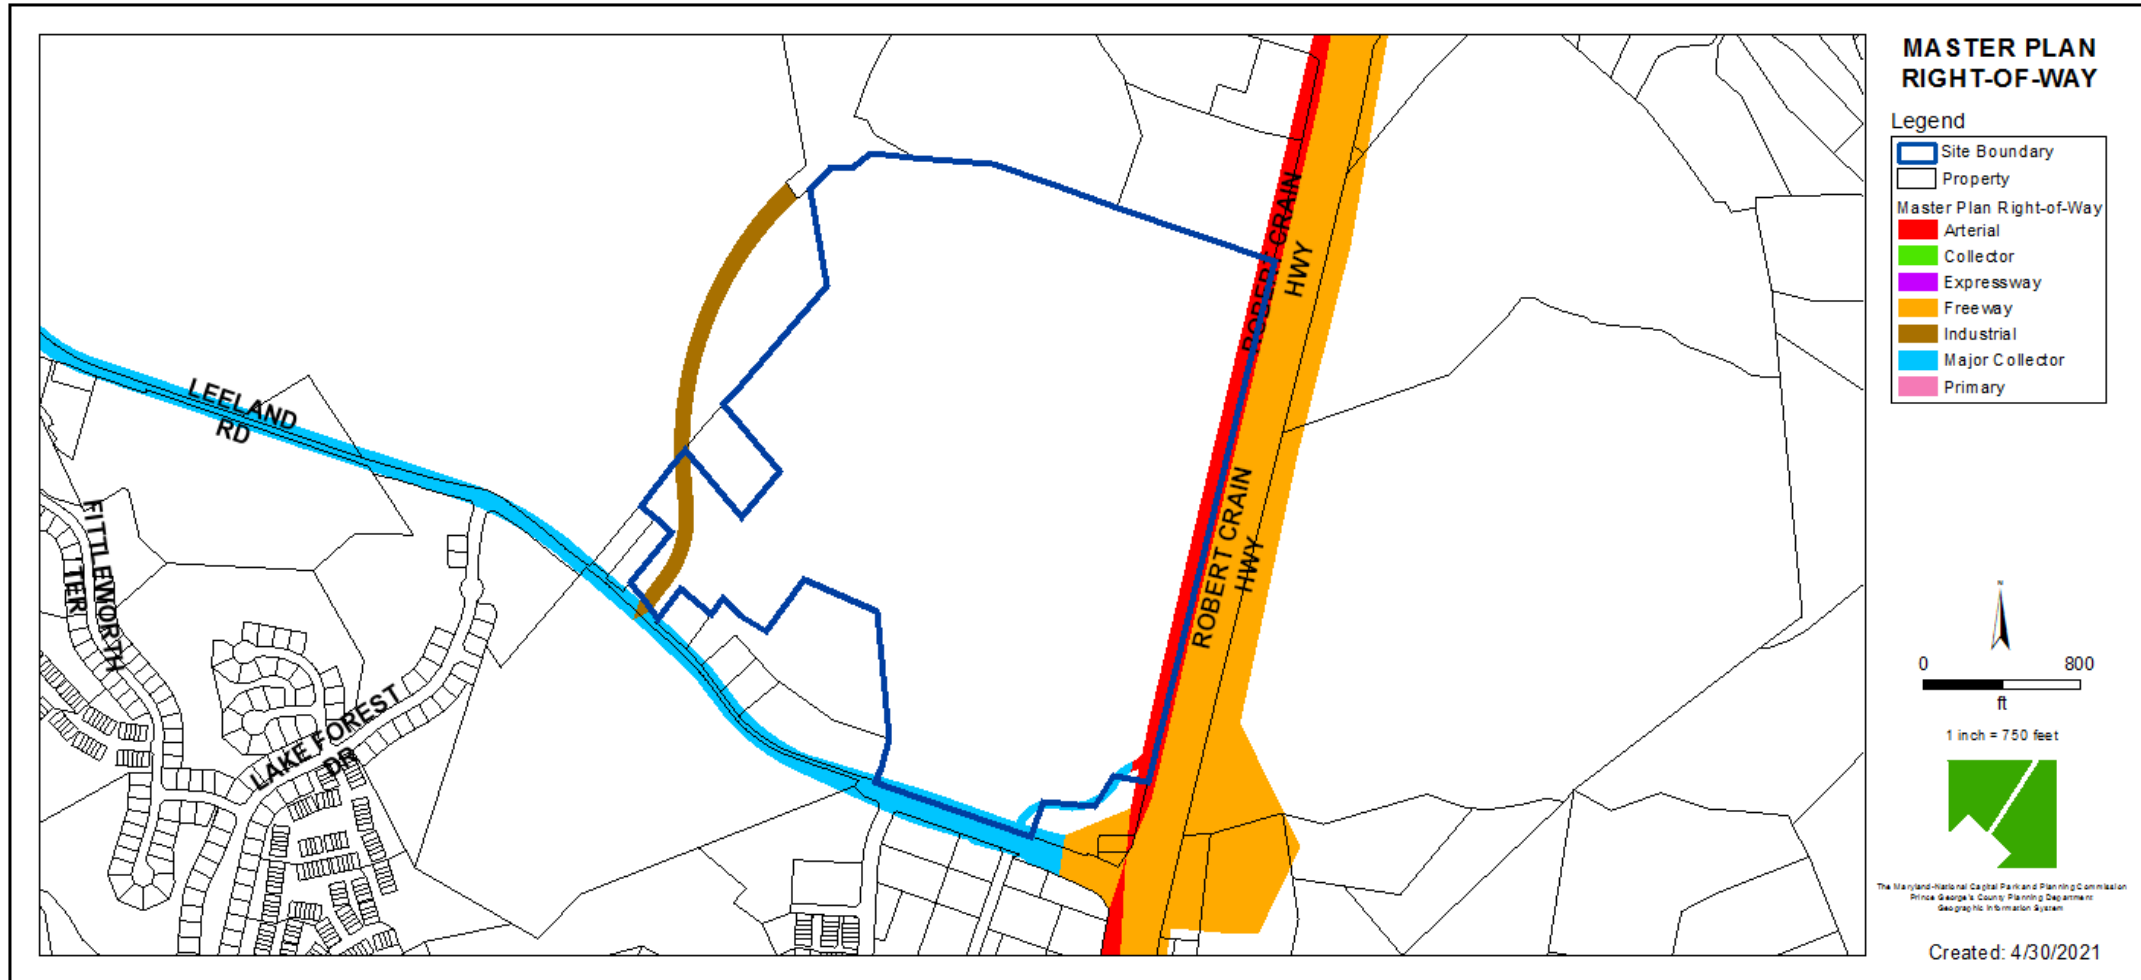 MASTER PLAN
RIGHT-OF-WAY
Legend
Site Boundary
Property
Master Plan Right-of-Way
Arterial
Collector
Expressway
Freeway
Industrial
Major Collector
Primary
LEELAND
RD
FITTLEWORTH
TER
LAKE FOREST
DR
ROBERT CRAIN
HWY
ROBERT CRAIN
HWY
N
0 800
ft
1 inch = 750 feet
The Maryland-National Capital Park and Planning Commission
Prince George's County Planning Department
Geographic Information System
Created: 4/30/2021